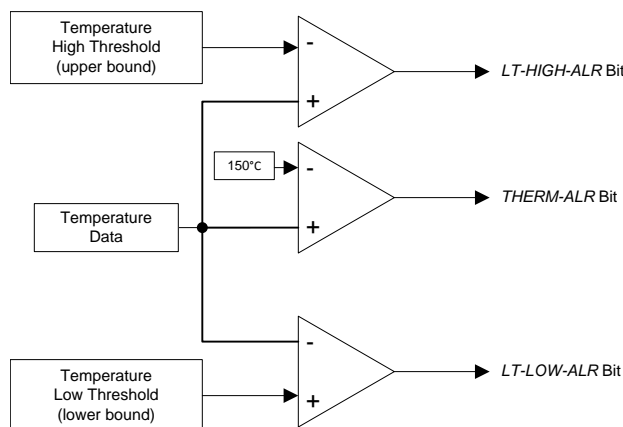 Temperature
High Threshold
(upper bound)
-
+
LT-HIGH-ALR Bit
150°C
-
+
THERM-ALR Bit
Temperature
Data
-
+
LT-LOW-ALR Bit
Temperature
Low Threshold
(lower bound)